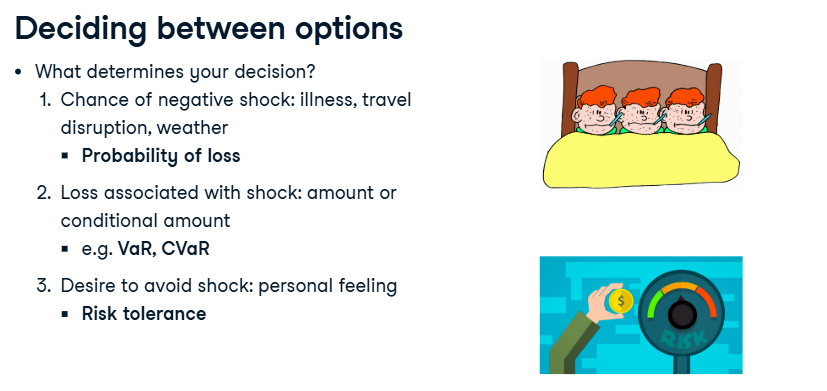 Deciding between options
• What determines your decision?
1. Chance of negative shock: illness, travel
disruption, weather
▪ Probability of loss
2. Loss associated with shock: amount or
conditional amount
▪ e.g. VaR, CVaR
3. Desire to avoid shock: personal feeling
▪ Risk tolerance
$
RISK